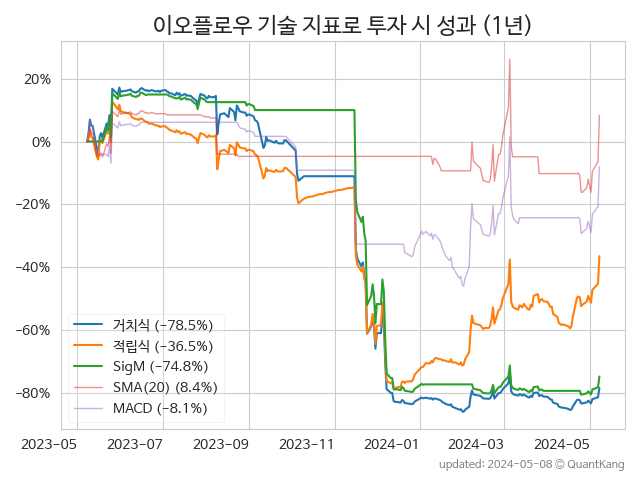 이오플로우 기술 지표로 투자 시 성과 (1년)
20%
0%
−20%
−40%
−60%
−80%
거치식 (−78.5%)
적립식 (−36.5%)
SigM (−74.8%)
SMA(20) (8.4%)
MACD (−8.1%)
2023−05
2023−07
2023−09
2023−11
2024−01
2024−03
2024−05
updated: 2024-05-08 © QuantKang